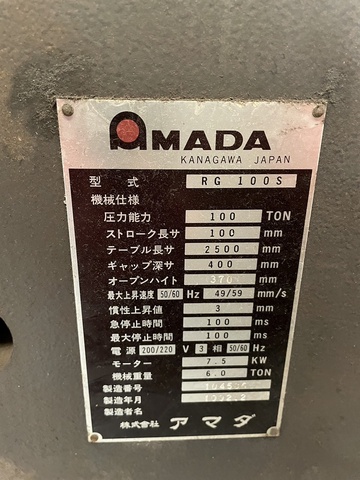 AMADA
KANAGAWA JAPAN
型式 RG 100S
機械仕様
圧力能力 100 TON
ストローク長サ 100 mm
テーブル長サ 2500 mm
ギャップ深サ 400 mm
オープンハイト 370 mm
最大上昇速度 50/60 Hz 49/59 mm/s
慣性上昇値 3 mm
急停止時間 100 ms
最大停止時間 100 ms
電源 200/220 V 3 相 50/60 Hz
モーター 7.5 KW
機械重量 6.0 TON
製造番号
製造年月
製造者名
株式会社 アマダ